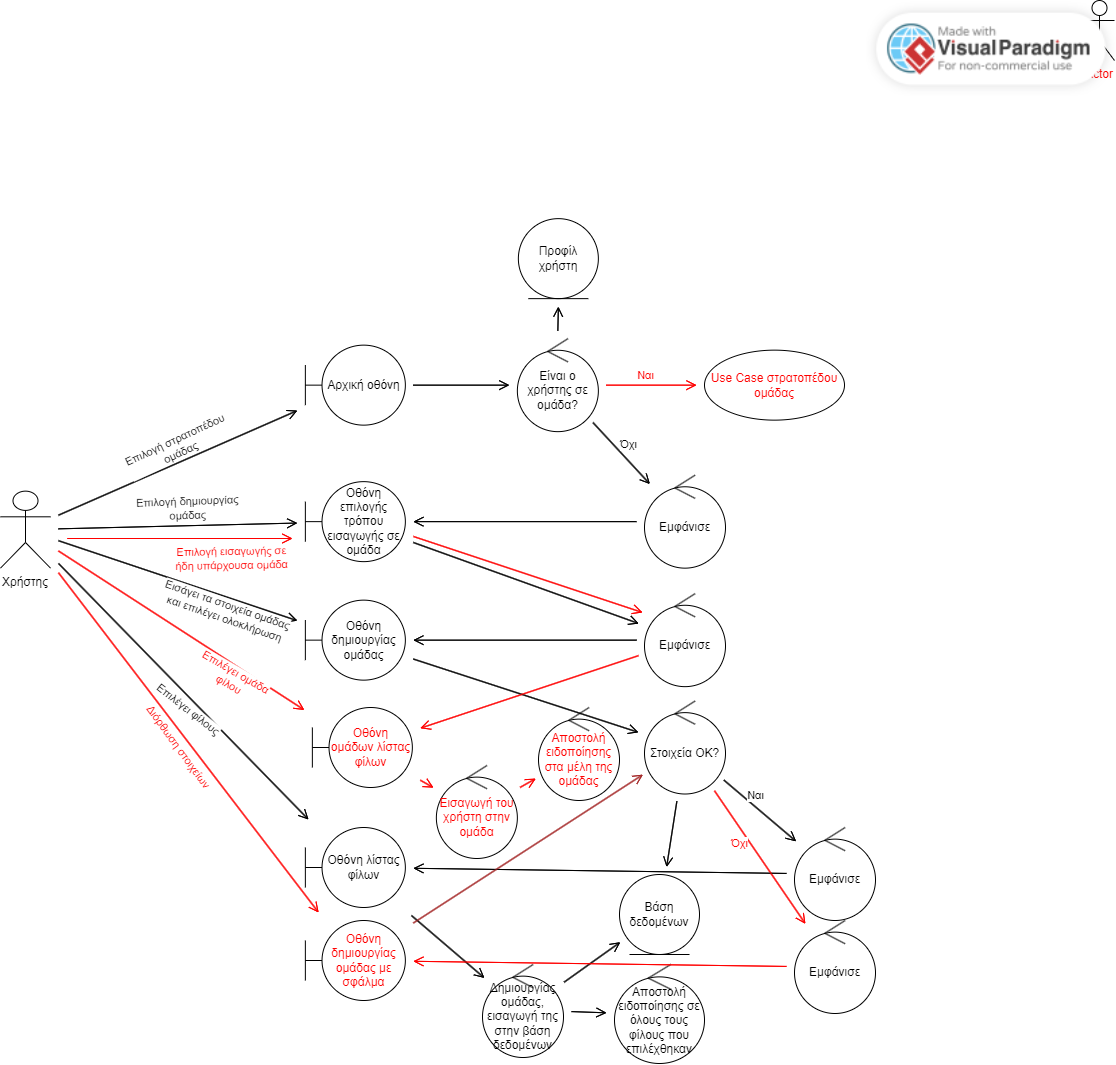 Made with
Visual Paradigm
For non-commercial use
Προφίλ
χρήστη
Αρχική οθόνη
Είναι ο
χρήστης σε
ομάδα?
Ναι
Use Case στρατοπέδου
ομάδας
Επιλογή στρατοπέδου
ομάδας
Όχι
Επιλογή δημιουργίας
ομάδας
Οθόνη
επιλογής
τρόπου
εισαγωγής σε
ομάδα
Εμφάνισε
Επιλογή εισαγωγής σε
ήδη υπάρχουσα ομάδα
Χρήστης
Εισάγει τα στοιχεία ομάδας
και επιλέγει ολοκλήρωση
Οθόνη
δημιουργίας
ομάδας
Εμφάνισε
Επιλέγει ομάδα
φίλου
Επιλέγει φίλους
Διόρθωση στοιχείων
Οθόνη
ομάδων λίστας
φίλων
Αποστολή
ειδοποίησης
στα μέλη της
ομάδας
Στοιχεία OK?
Εισαγωγή του
χρήστη στην
ομάδα
Ναι
Όχι
Οθόνη λίστας
φίλων
Εμφάνισε
Βάση
δεδομένων
Οθόνη
δημιουργίας
ομάδας με
σφάλμα
Εμφάνισε
Δημιουργίας
ομάδας,
εισαγωγή της
στην βάση
δεδομένων
Αποστολή
ειδοποίησης σε
όλους τους
φίλους που
επιλέχθηκαν